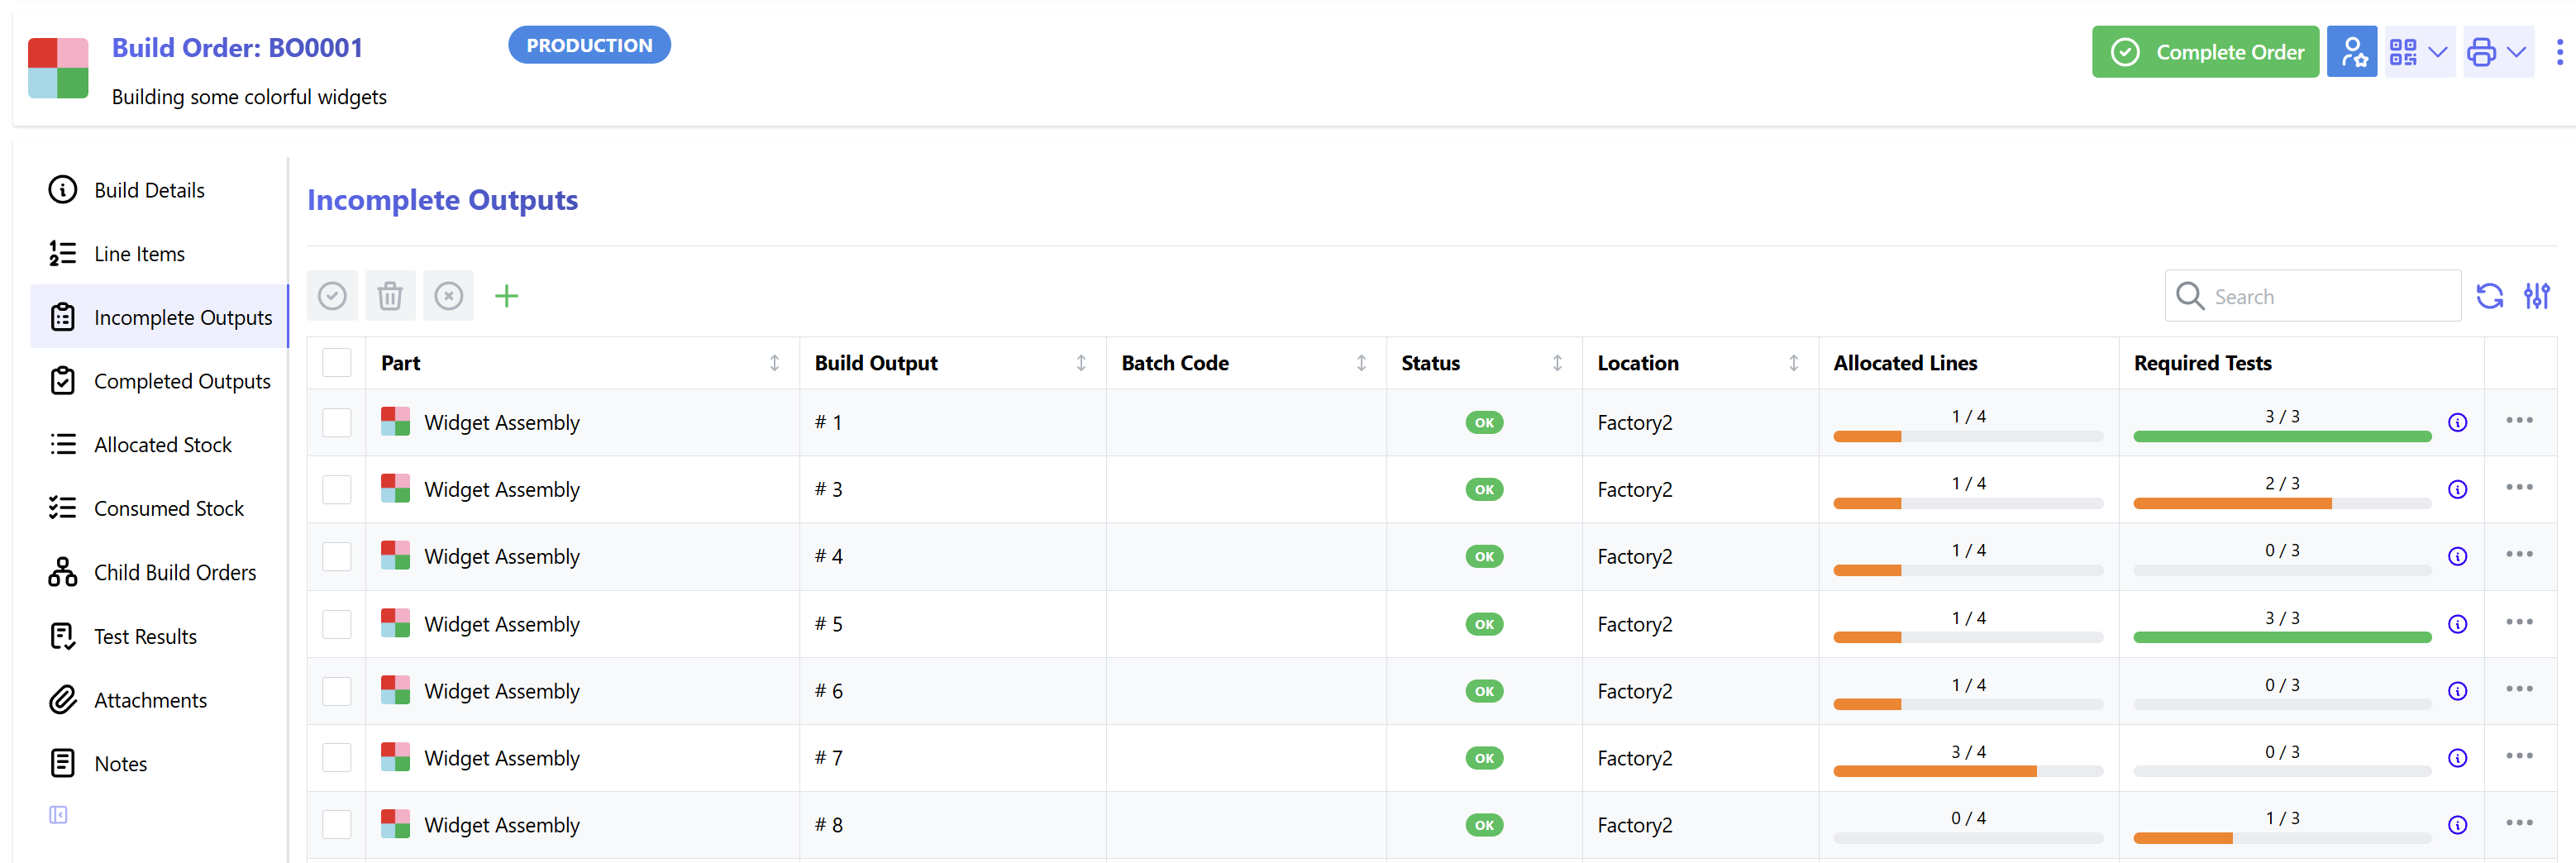 Build Order: BO0001
PRODUCTION
Complete Order
Building some colorful widgets
Build Details
Line Items
Incomplete Outputs
Completed Outputs
Allocated Stock
Consumed Stock
Child Build Orders
Test Results
Attachments
Notes
Incomplete Outputs
Search
Part Build Output Batch Code Status Location Allocated Lines Required Tests
Widget Assembly # 1 OK Factory2 1 / 4 3 / 3
Widget Assembly # 3 OK Factory2 1 / 4 2 / 3
Widget Assembly # 4 OK Factory2 1 / 4 0 / 3
Widget Assembly # 5 OK Factory2 1 / 4 3 / 3
Widget Assembly # 6 OK Factory2 1 / 4 0 / 3
Widget Assembly # 7 OK Factory2 3 / 4 0 / 3
Widget Assembly # 8 OK Factory2 0 / 4 1 / 3